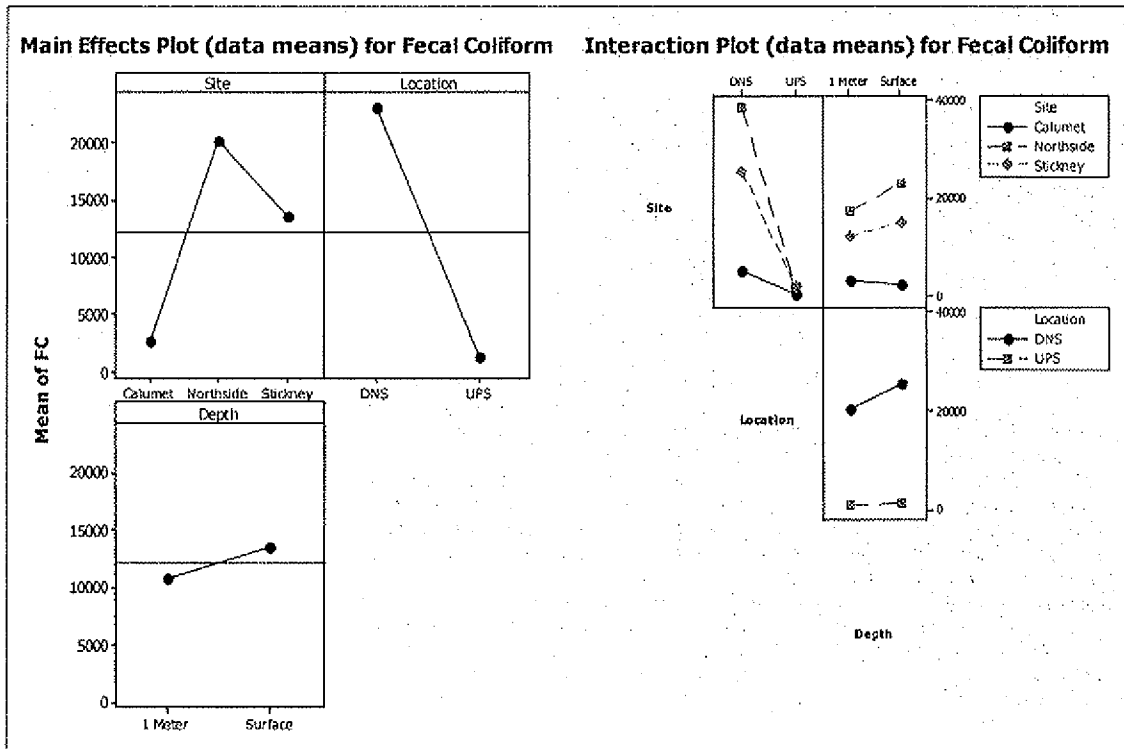 Main Effects Plot (data means) for Fecal Coliform
Site
Location
20000
15000
10000
5000
0
Calumet Northside Stickney
DNS UPS
Depth
20000
15000
10000
5000
0
1 Meter Surface
Mean of FC
Interaction Plot (data means) for Fecal Coliform
DNS UPS
1 Meter Surface
40000
20000
0
Site
Site
Calumet
Northside
Stickney
40000
20000
0
Location
Location
DNS
UPS
Depth